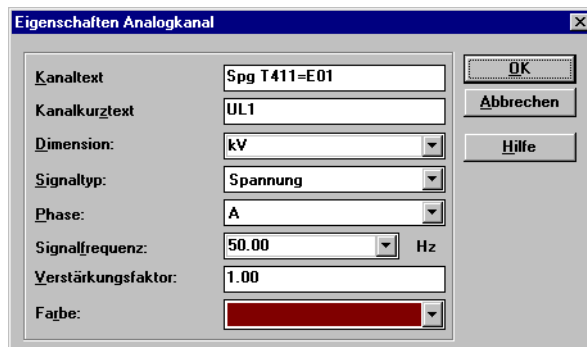 Eigenschaften Analogkanal
Kanaltext Spg T411=E01
Kanalkurztext UL1
Dimension: kV
Signaltyp: Spannung
Phase: A
Signalfrequenz: 50.00 Hz
Verstärkungsfaktor: 1.00
Farbe:
OK
Abbrechen
Hilfe